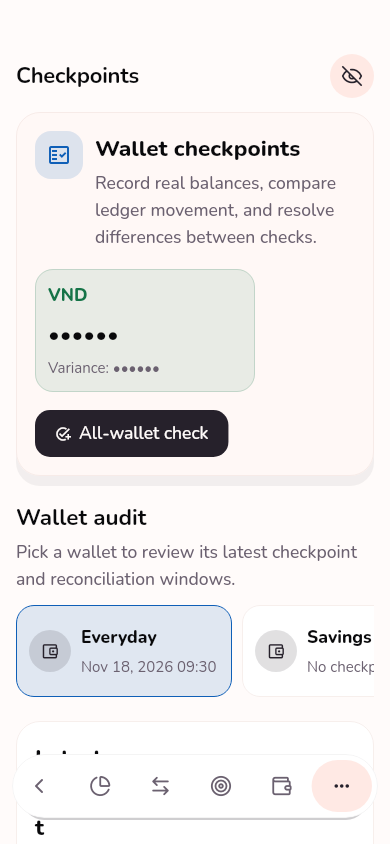 Checkpoints
Wallet checkpoints
Record real balances, compare
ledger movement, and resolve
differences between checks.
VND
••••••
Variance: ••••••
All-wallet check
Wallet audit
Pick a wallet to review its latest checkpoint
and reconciliation windows.
Everyday
Nov 18, 2026 09:30
Savings
No checkp
t